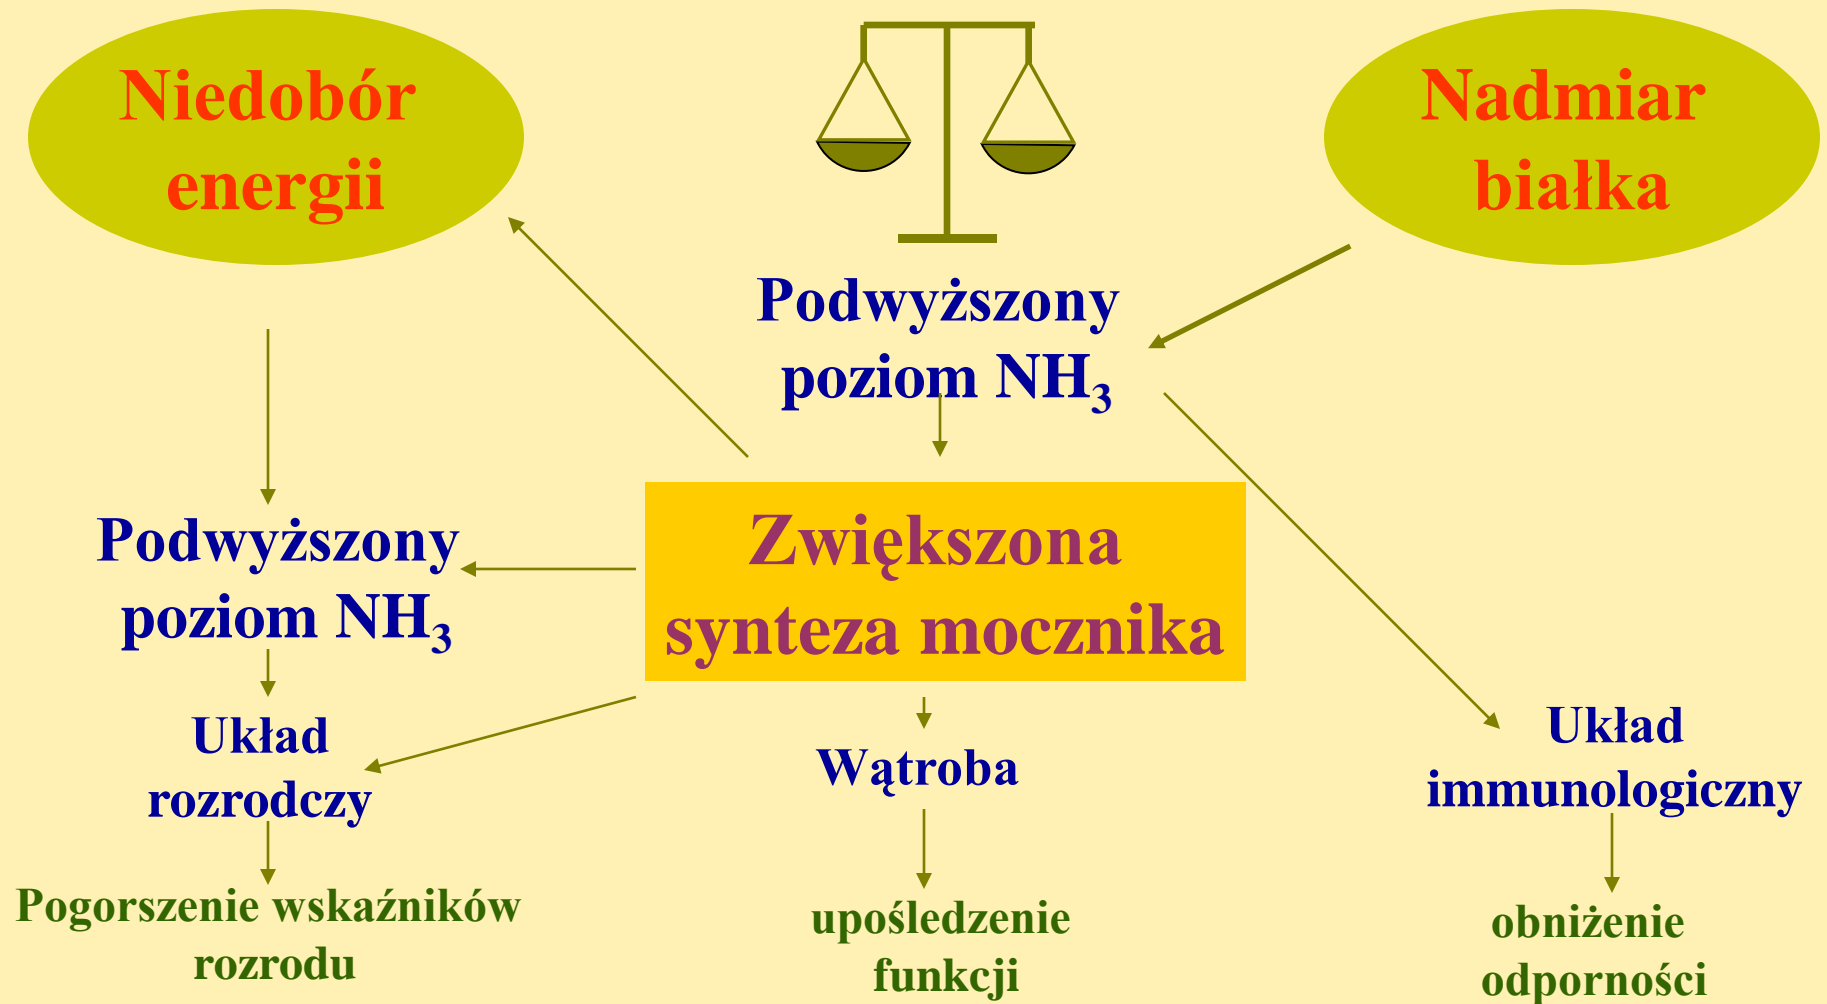 Niedobór
energii
Nadmiar
białka
Podwyższony
poziom NH₃
Podwyższony
poziom NH₃
Zwiększona
synteza mocznika
Układ
rozrodczy
Wątroba
Układ
immunologiczny
Pogorszenie wskaźników
rozrodu
upośledzenie
funkcji
obniżenie
odporności